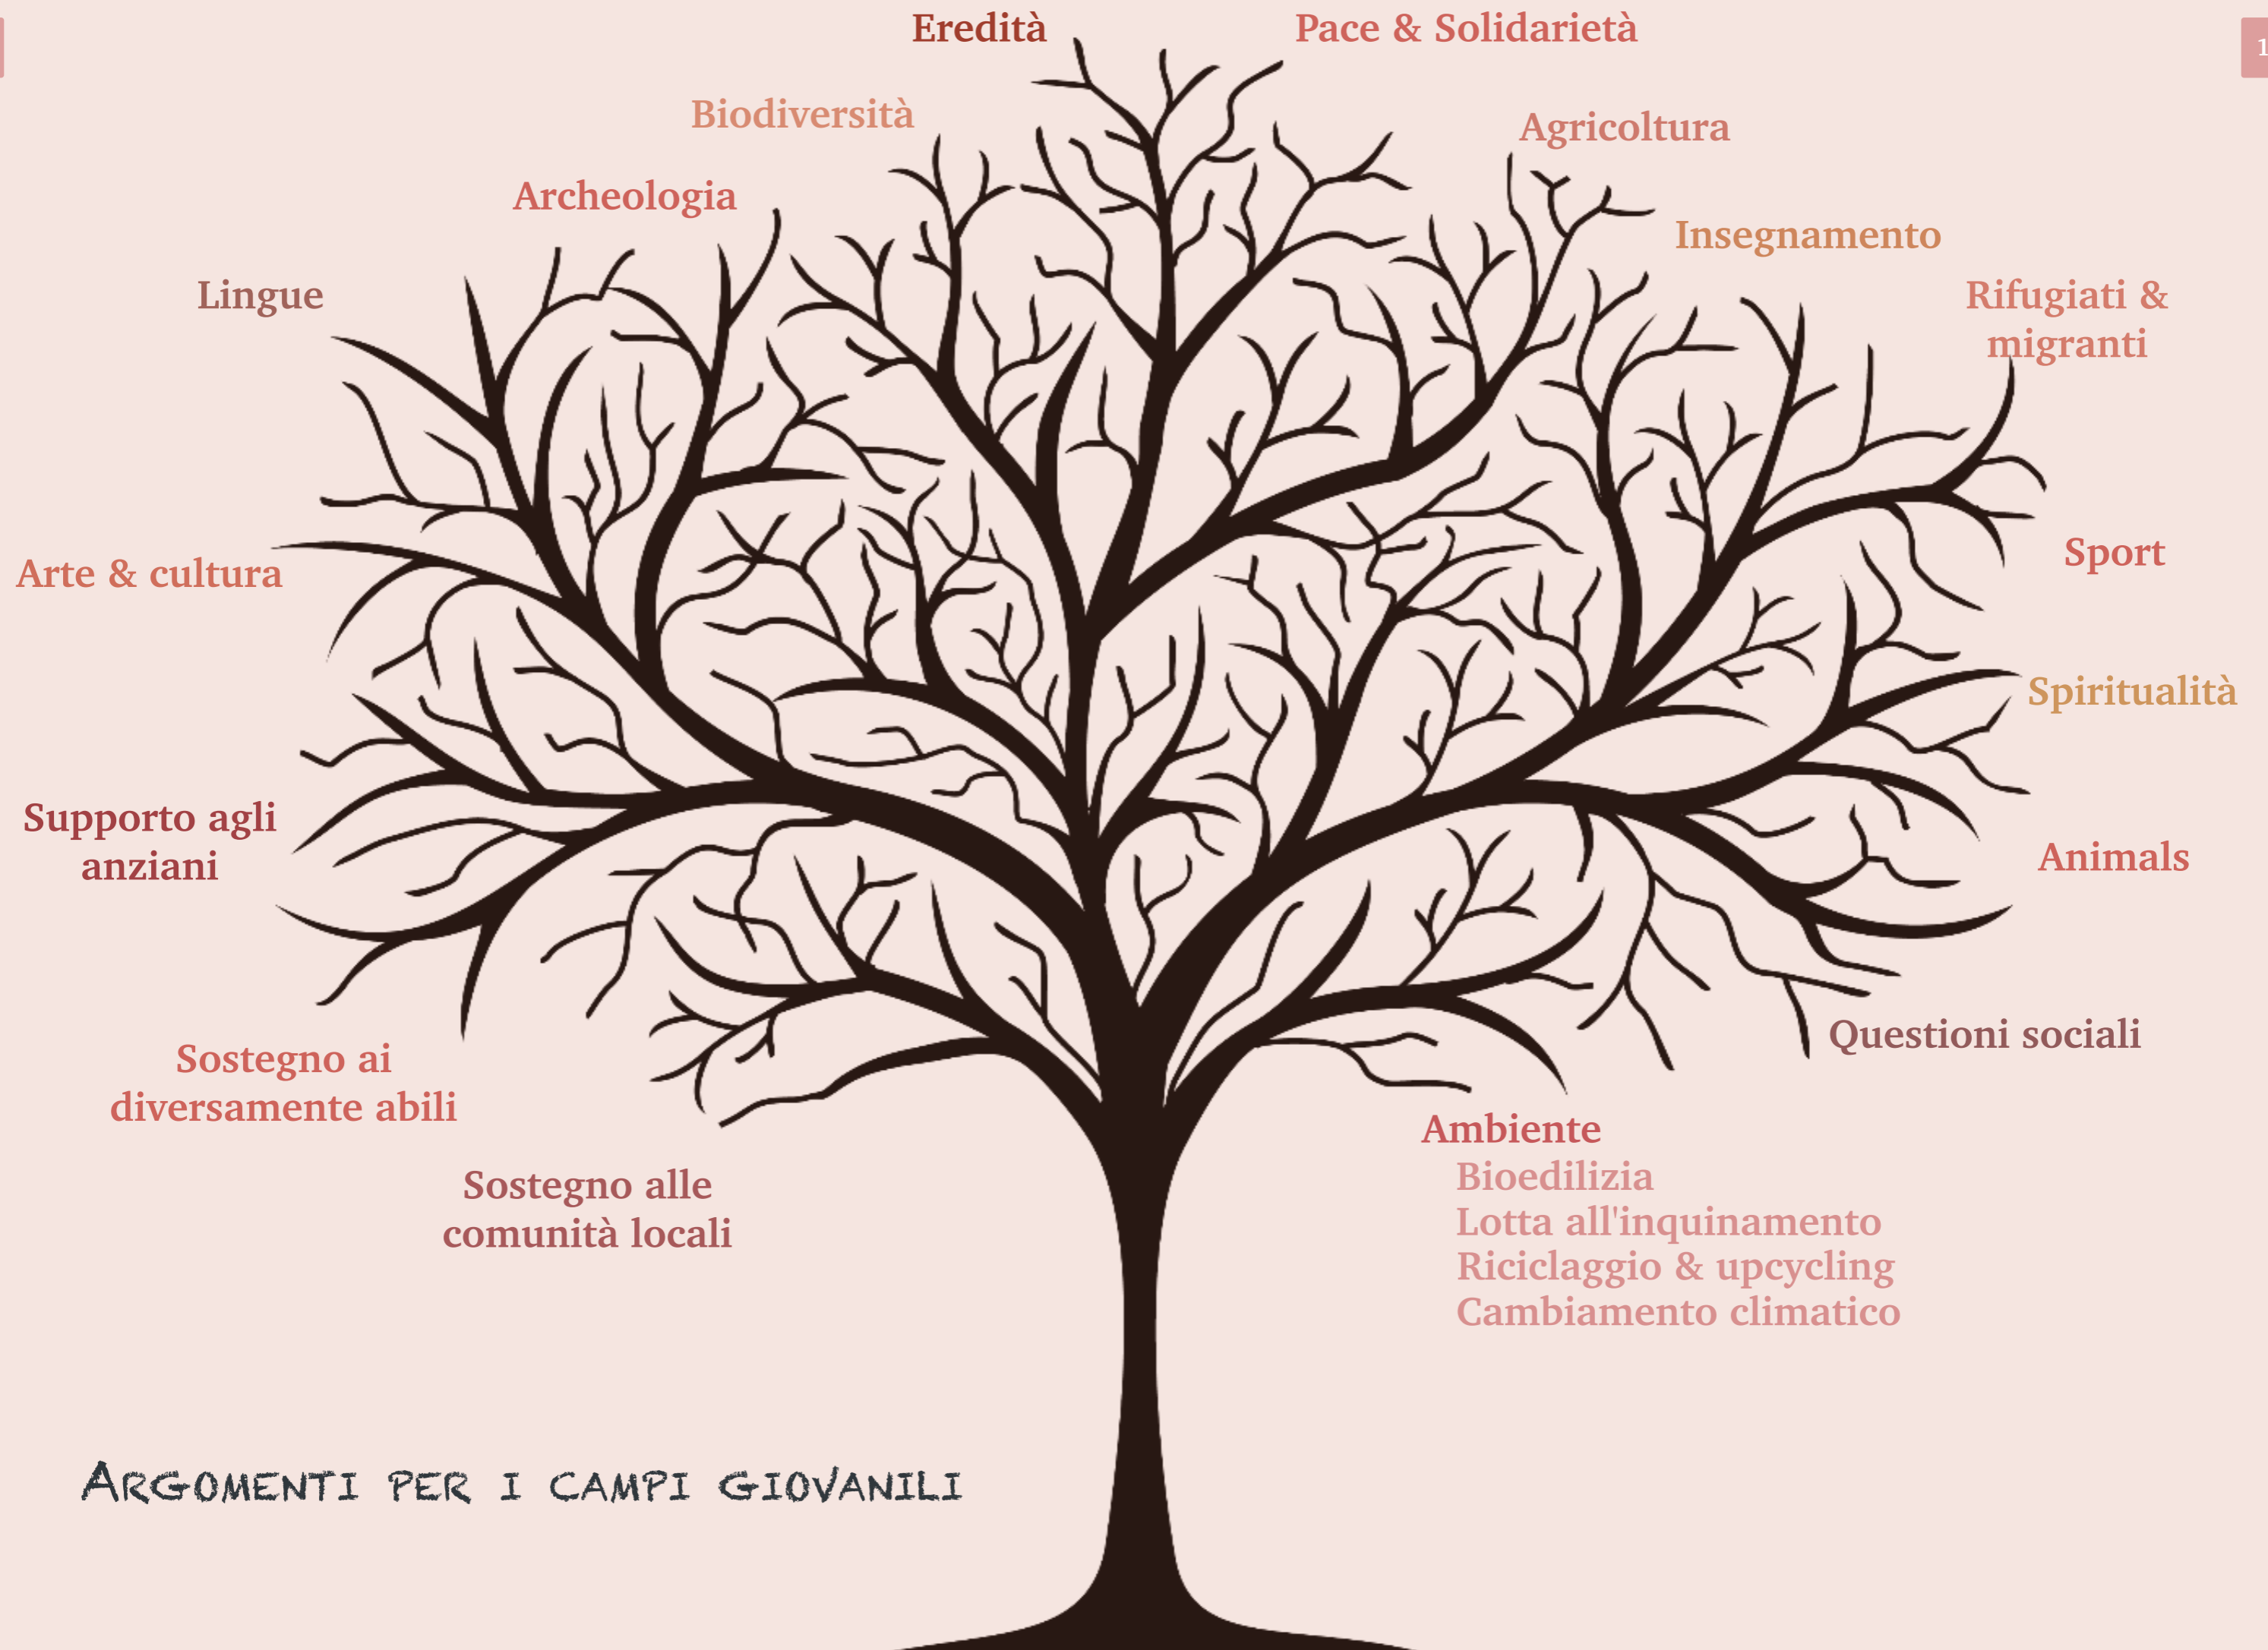 Eredità
Pace & Solidarietà
1
Biodiversità
Agricoltura
Archeologia
Insegnamento
Lingue
Rifugiati &
migranti
Arte & cultura
Sport
Spiritualità
Supporto agli
anziani
Animals
Questioni sociali
Sostegno ai
diversamente abili
Ambiente
Bioedilizia
Lotta all'inquinamento
Riciclaggio & upcycling
Cambiamento climatico
Sostegno alle
comunità locali
Argomenti per i campi giovanili